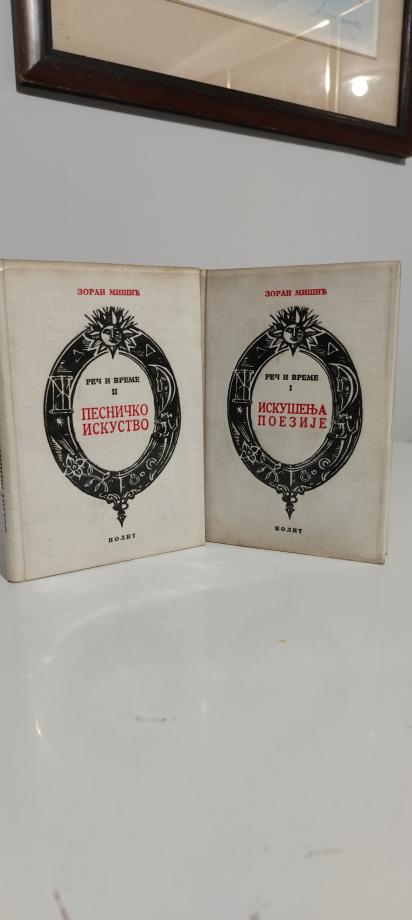 ЗОРАН МИШИЋ
РЕЧ И ВРЕМЕ
II
ПЕСНИЧКО
ИСКУСТВО
НОЛИТ
ЗОРАН МИШИЋ
РЕЧ И ВРЕМЕ
I
ИСКУШЕЊА
ПОЕЗИЈЕ
НОЛИТ